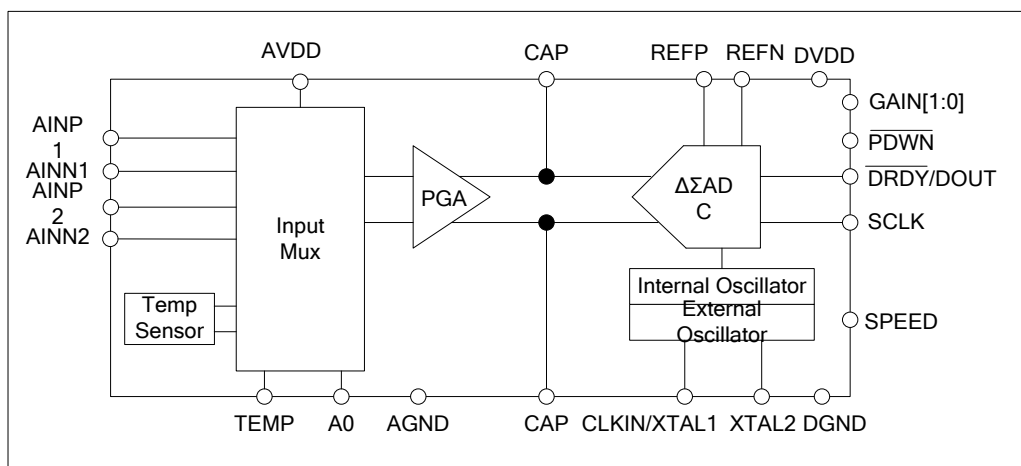 AVDD
CAP
REFP
REFN
DVDD
GAIN[1:0]
PDWN
DRDY/DOUT
SCLK
SPEED
AINP
1
AINN1
AINP
2
AINN2
Input
Mux
PGA
ΔΣAD
C
Temp
Sensor
Internal Oscillator
External
Oscillator
TEMP
A0
AGND
CAP
CLKIN/XTAL1
XTAL2
DGND